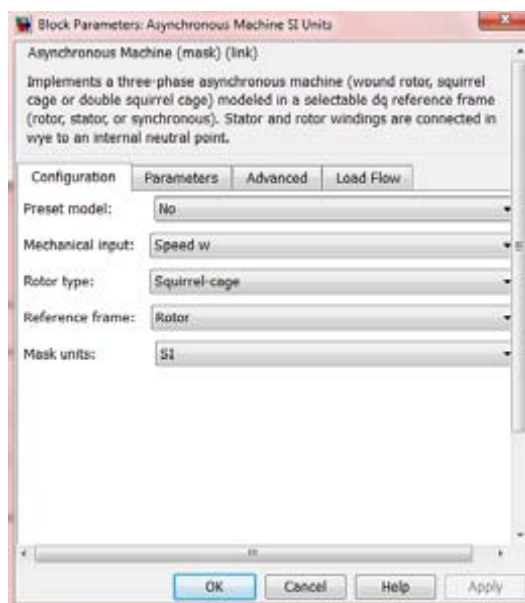 Block Parameters: Asynchronous Machine SI Units
Asynchronous Machine (mask) (link)
Implements a three-phase asynchronous machine (wound rotor, squirrel
cage or double squirrel cage) modeled in a selectable dq reference frame
(rotor, stator, or synchronous). Stator and rotor windings are connected in
wye to an internal neutral point.
Configuration Parameters Advanced Load Flow
Preset model: No
Mechanical input: Speed w
Rotor type: Squirrel-cage
Reference frame: Rotor
Mask units: SI
OK Cancel Help Apply